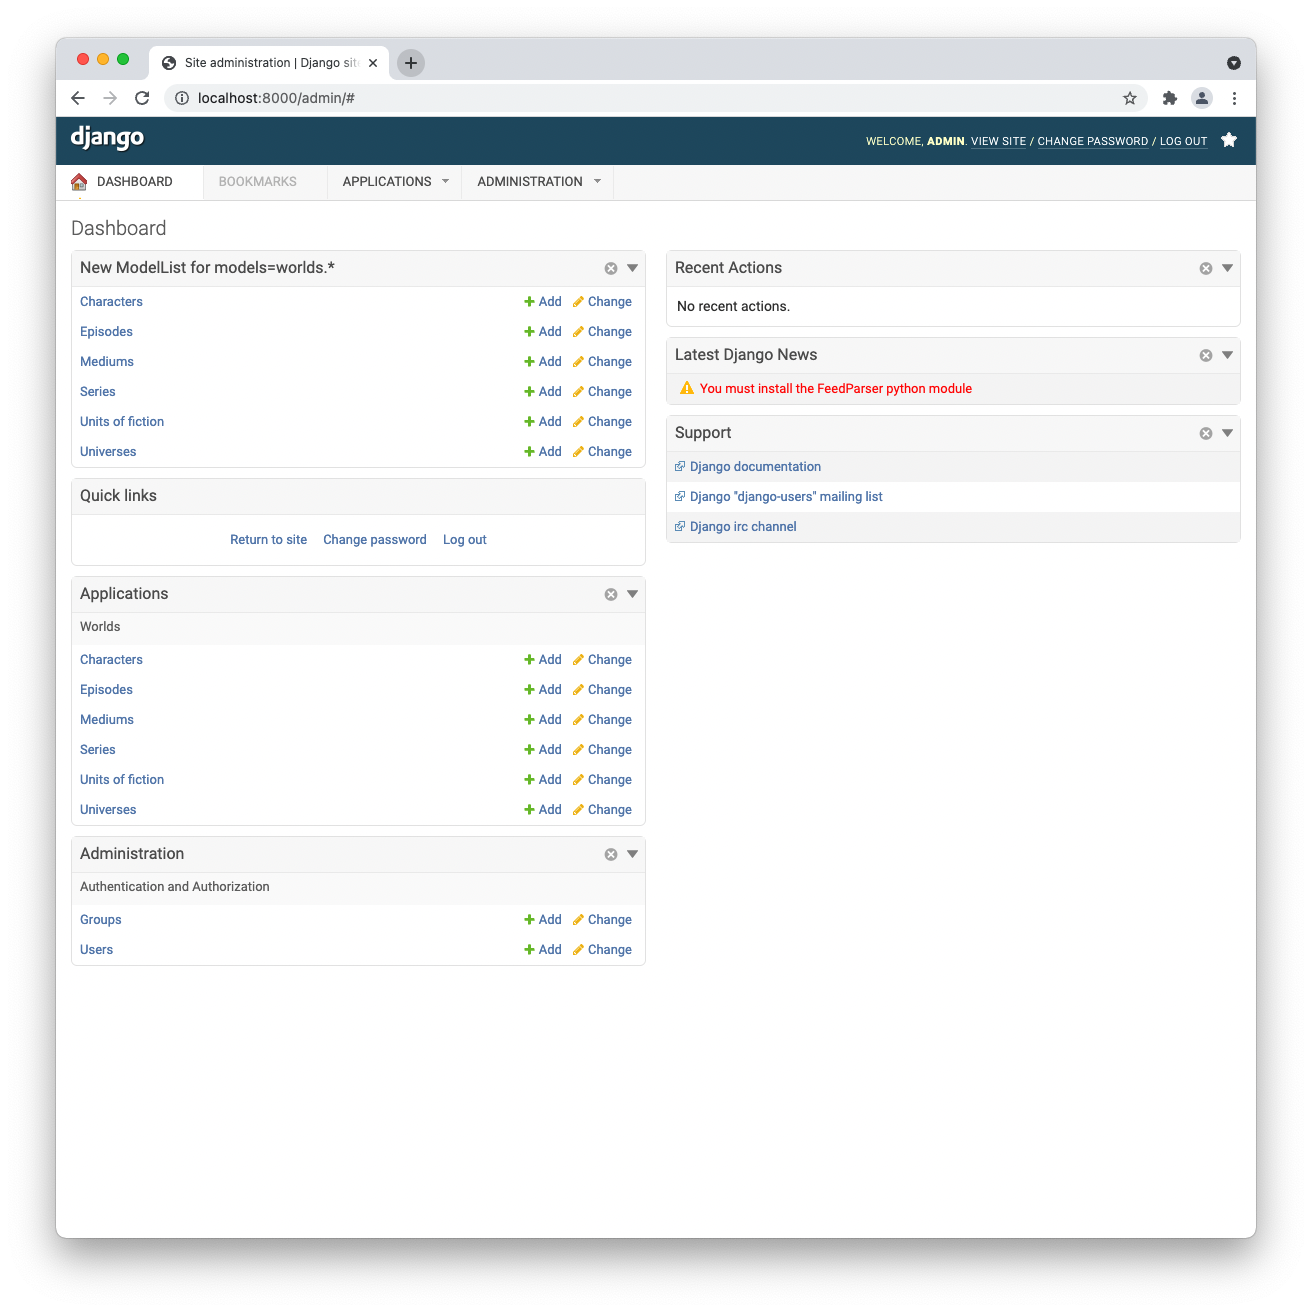 Site administration | Django sit
localhost:8000/admin/#
django
WELCOME, ADMIN. VIEW SITE / CHANGE PASSWORD / LOG OUT
DASHBOARD BOOKMARKS APPLICATIONS ADMINISTRATION
Dashboard
New ModelList for models=worlds.*
Characters Add Change
Episodes Add Change
Mediums Add Change
Series Add Change
Units of fiction Add Change
Universes Add Change
Quick links
Return to site Change password Log out
Applications
Worlds
Characters Add Change
Episodes Add Change
Mediums Add Change
Series Add Change
Units of fiction Add Change
Universes Add Change
Administration
Authentication and Authorization
Groups Add Change
Users Add Change
Recent Actions
No recent actions.
Latest Django News
You must install the FeedParser python module
Support
Django documentation
Django "django-users" mailing list
Django irc channel